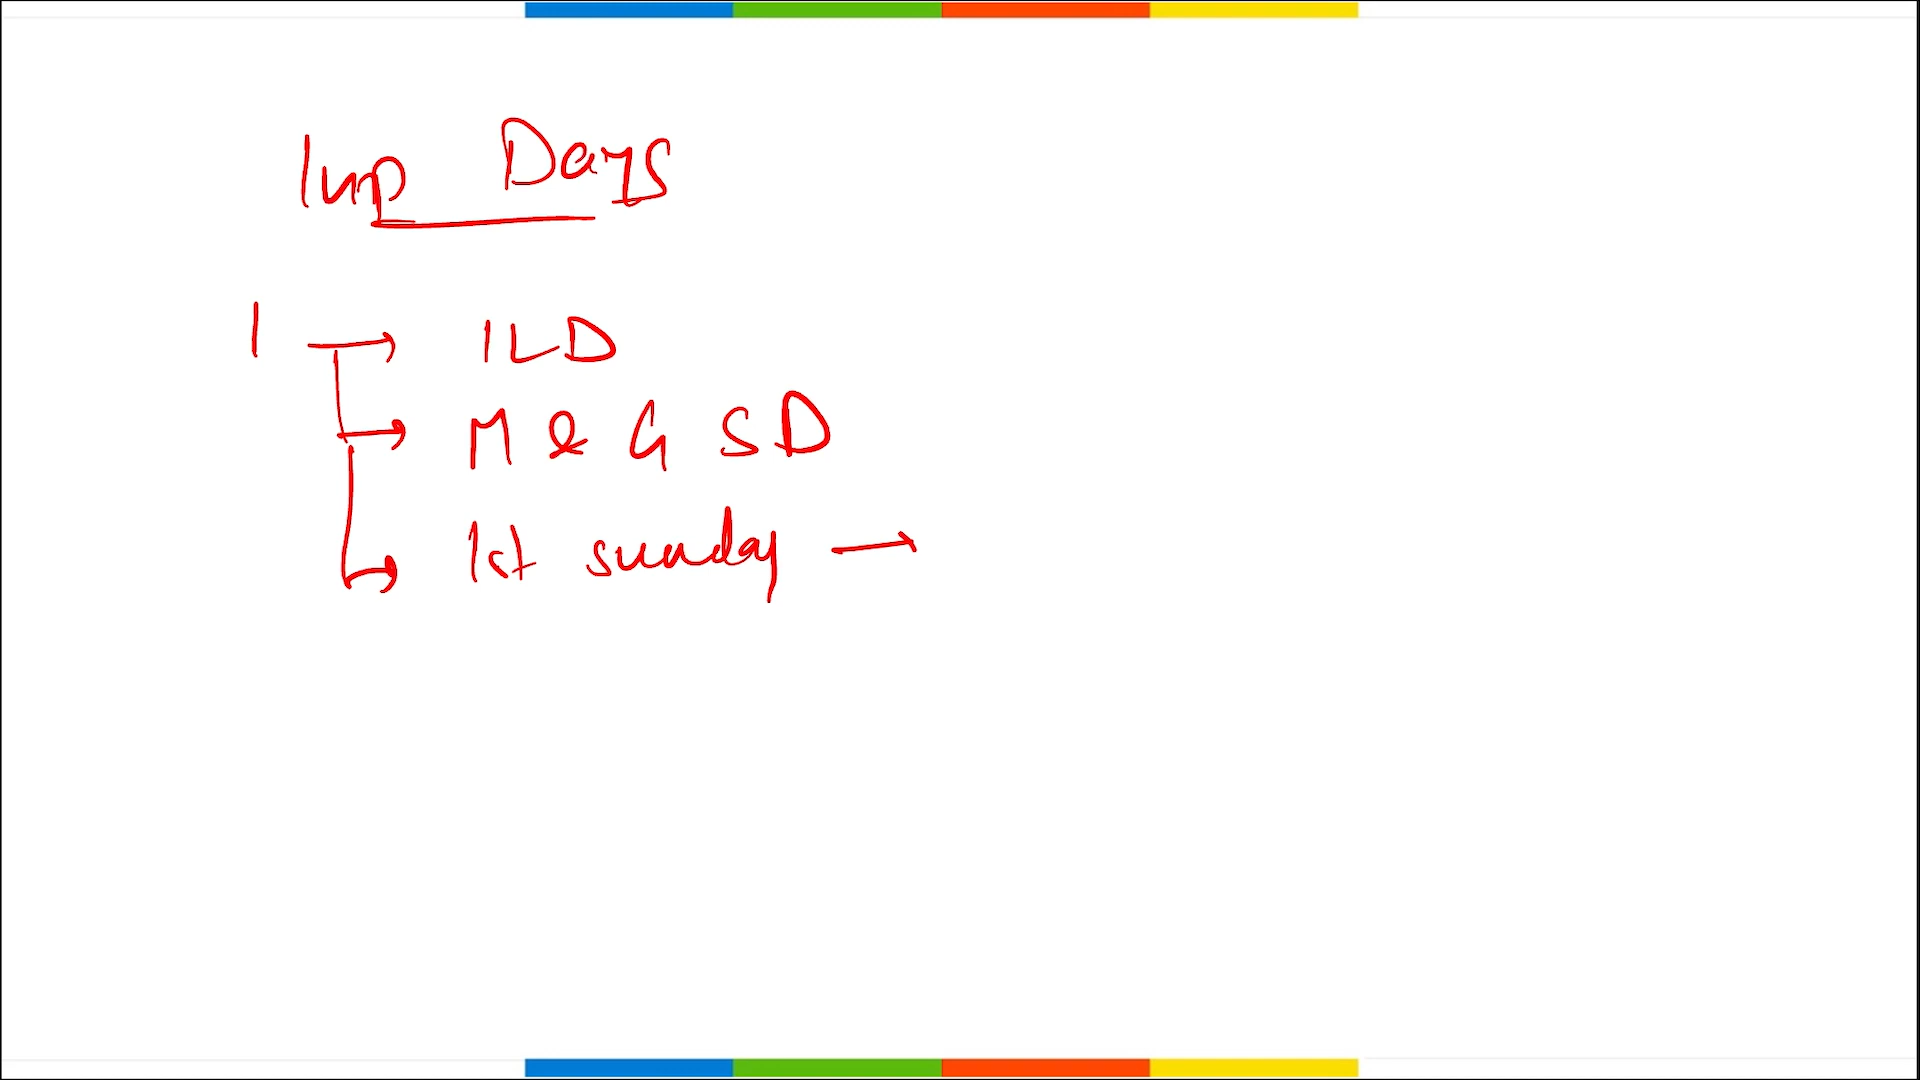 Imp Days
1 → ILD
→ M & G SD
→ 1st sunday →